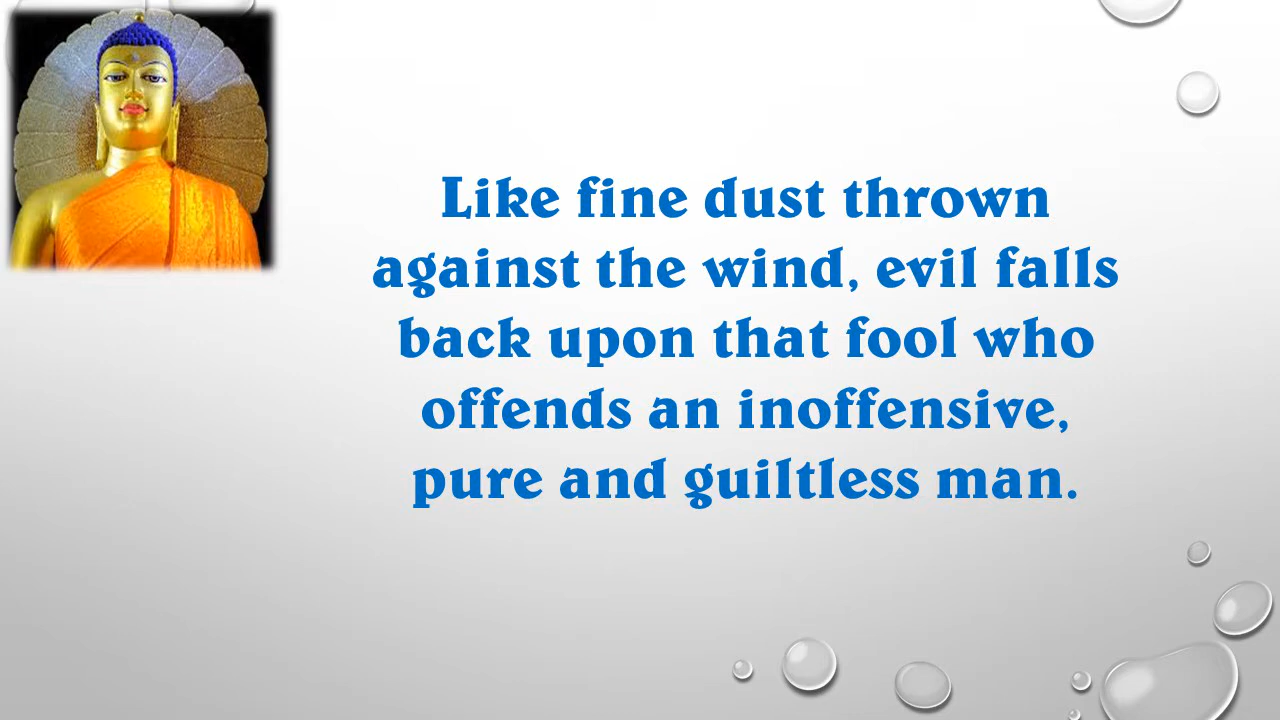 Like fine dust thrown
against the wind, evil falls
back upon that fool who
offends an inoffensive,
pure and guiltless man.